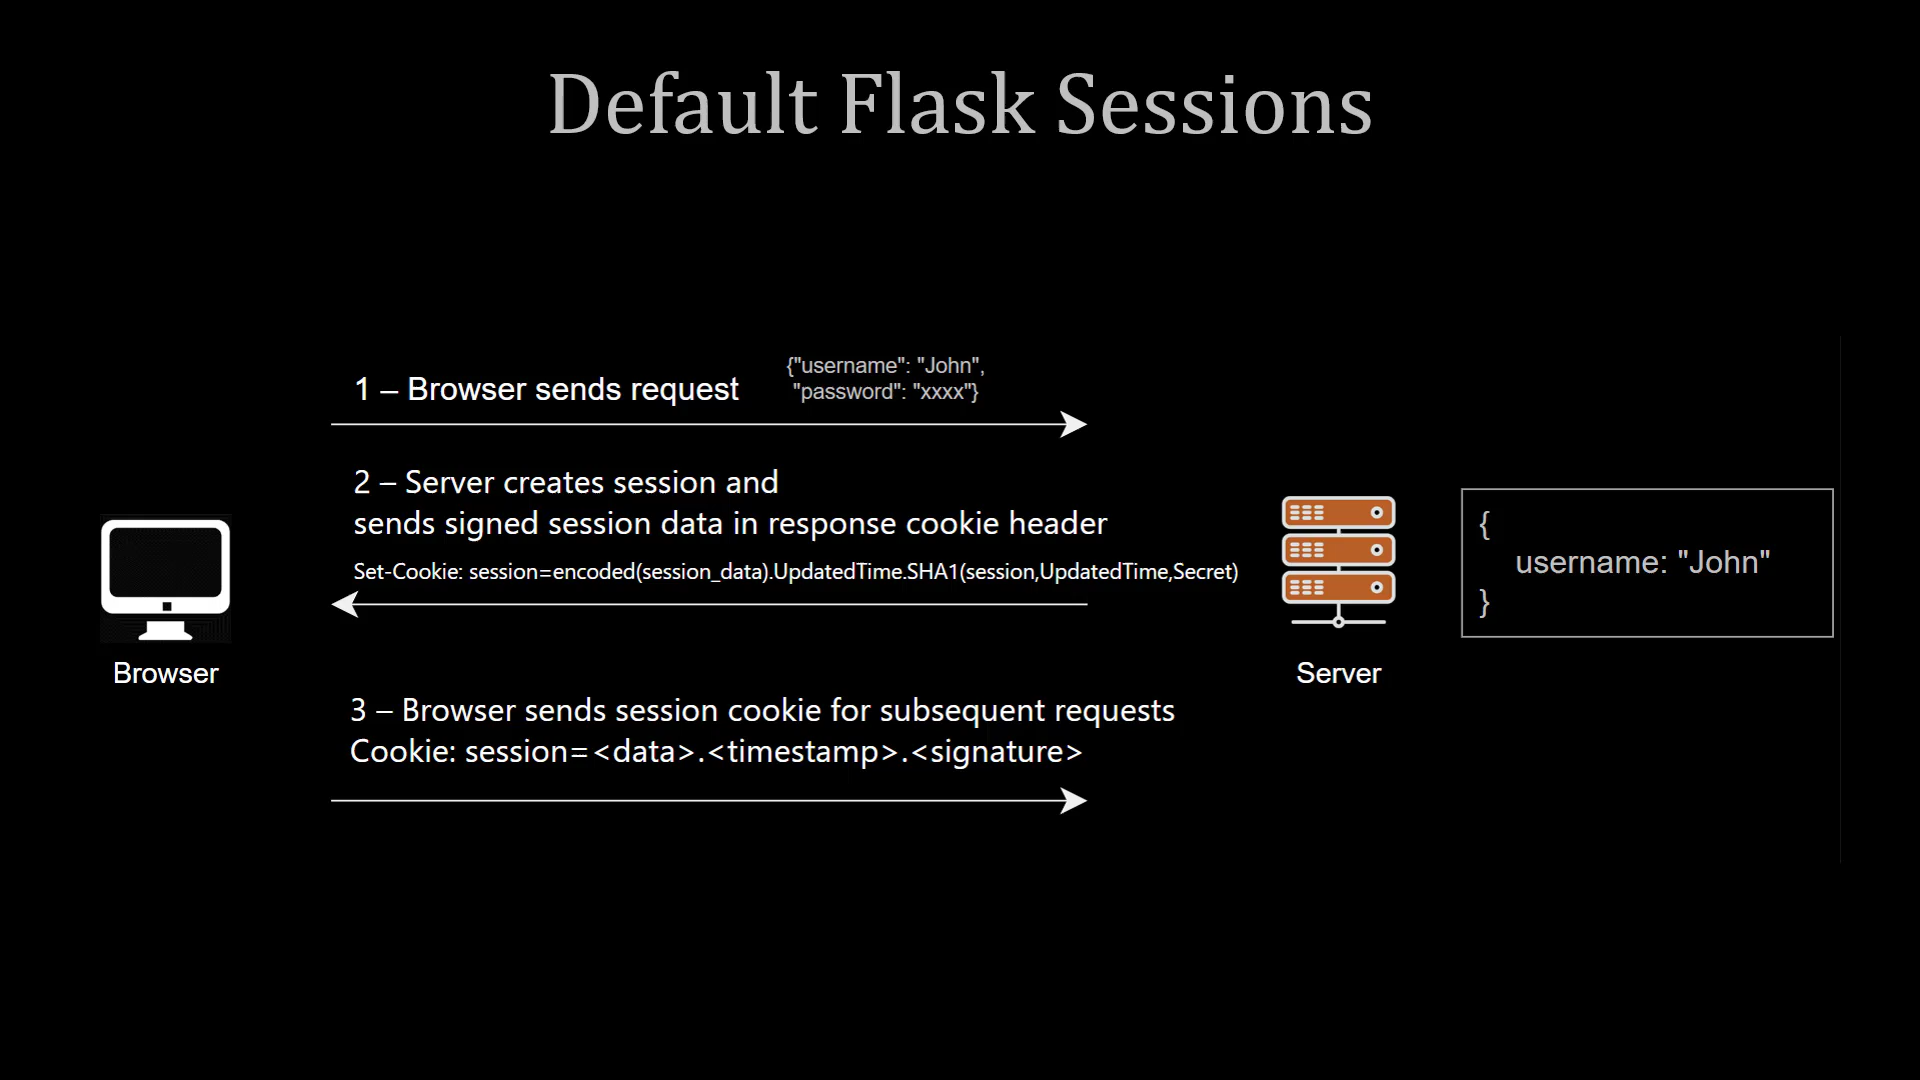 Default Flask Sessions
1 – Browser sends request
{"username": "John",
"password": "xxxx"}
2 – Server creates session and
sends signed session data in response cookie header
Set-Cookie: session=encoded(session_data).UpdatedTime.SHA1(session,UpdatedTime,Secret)
Browser
Server
{
username: "John"
}
3 – Browser sends session cookie for subsequent requests
Cookie: session=<data>.<timestamp>.<signature>